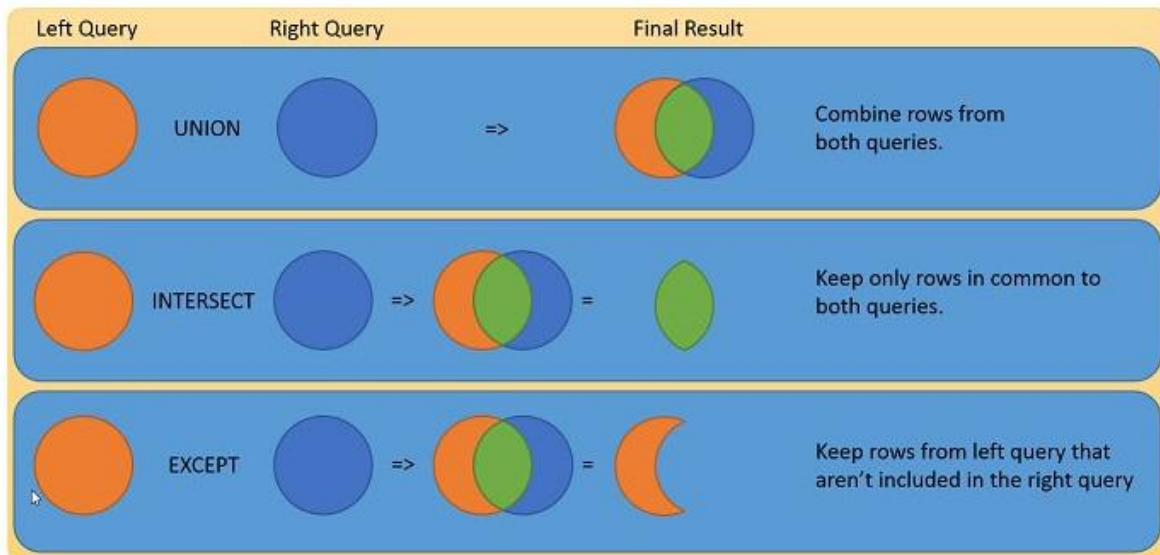 Left Query Right Query Final Result
UNION => Combine rows from
both queries.
INTERSECT => = Keep only rows in common to
both queries.
EXCEPT => = Keep rows from left query that
aren't included in the right query